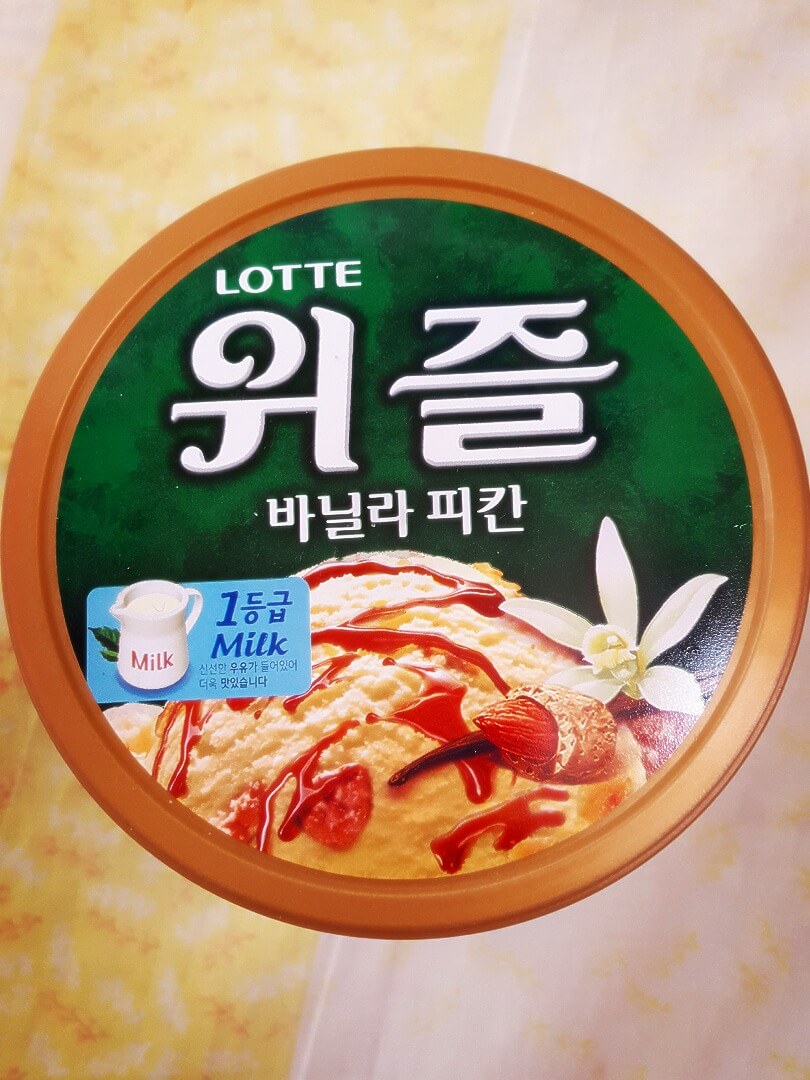 LOTTE
위즐
바닐라 피칸
1등급
Milk
신선한 우유가 들어있어
더욱 맛있습니다
Milk